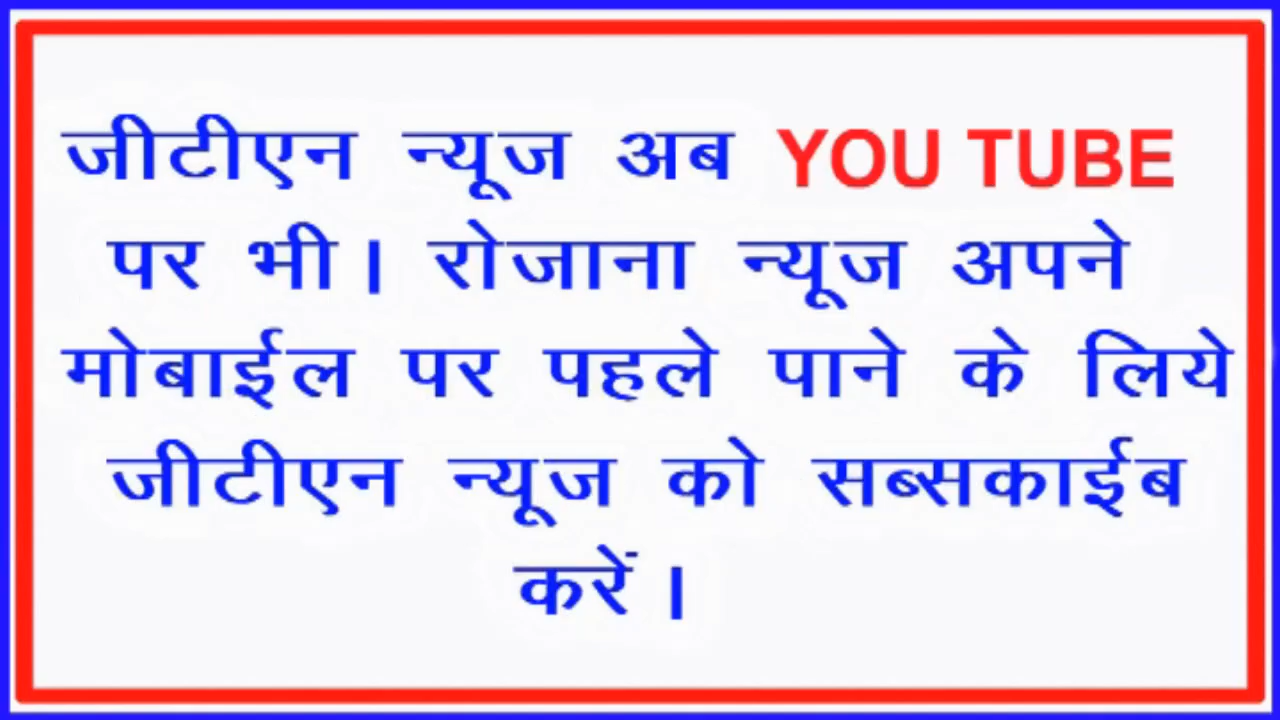 जीटीएन न्यूज अब YOU TUBE
पर भी। रोजाना न्यूज अपने
मोबाईल पर पहले पाने के लिये
जीटीएन न्यूज को सब्सकाईब
करें।